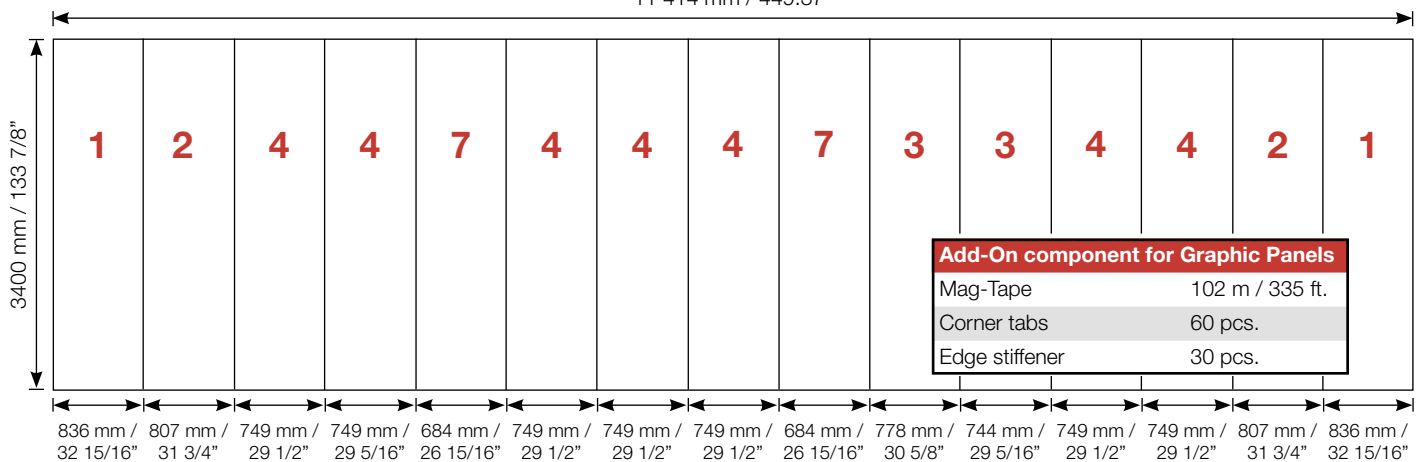 11 414 mm / 449.37"
3400 mm / 133 7/8”
1 2 4 4 7 4 4 4 7 3 3 4 4 2 1
Add-On component for Graphic Panels
Mag-Tape 102 m / 335 ft.
Corner tabs 60 pcs.
Edge stiffener 30 pcs.
836 mm / 807 mm / 749 mm / 749 mm / 684 mm / 749 mm / 749 mm / 749 mm / 684 mm / 778 mm / 744 mm / 749 mm / 749 mm / 807 mm / 836 mm /
32 15/16” 31 3/4” 29 1/2” 29 5/16” 26 15/16” 29 1/2” 29 1/2” 29 1/2” 26 15/16” 30 5/8” 29 5/16” 29 1/2” 29 1/2” 31 3/4” 32 15/16”